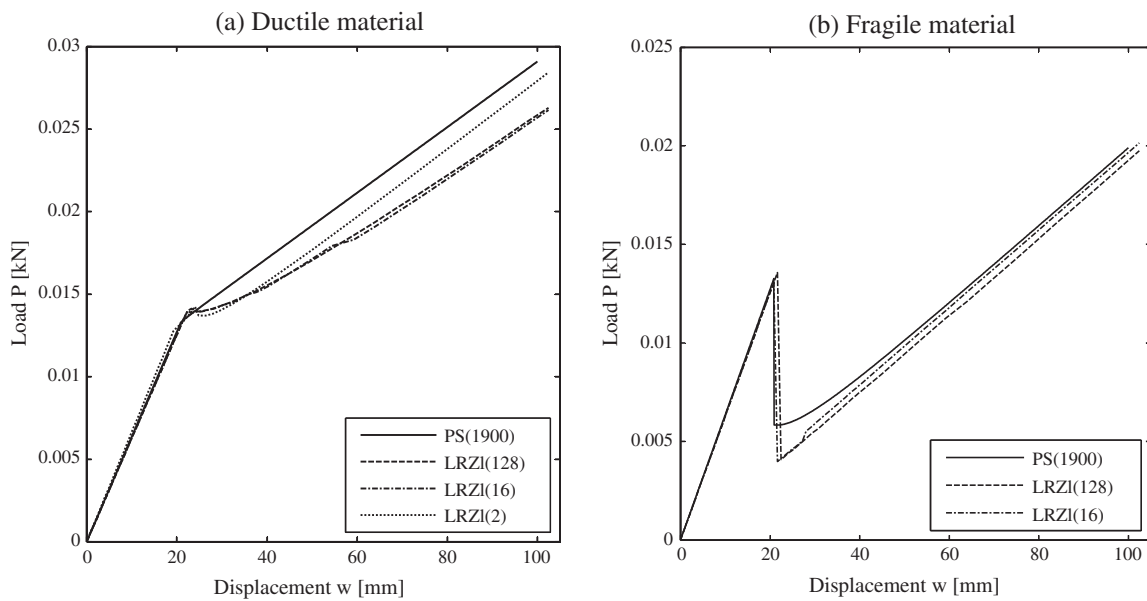 (a) Ductile material
0.03
0.025
0.02
0.015
0.01
0.005
0
Load P [kN]
0 20 40 60 80 100
Displacement w [mm]
PS(1900)
LRZl(128)
LRZl(16)
LRZl(2)
(b) Fragile material
0.025
0.02
0.015
0.01
0.005
0
Load P [kN]
0 20 40 60 80 100
Displacement w [mm]
PS(1900)
LRZl(128)
LRZl(16)